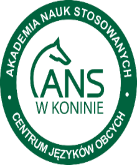 AKADEMIA NAUK STOSOWANYCH
ANS
W KONINIE
CENTRUM JĘZYKÓW OBCYCH